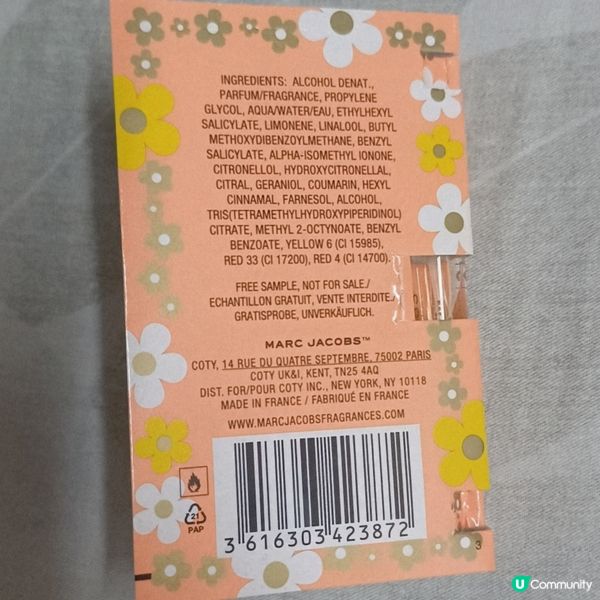 INGREDIENTS: ALCOHOL DENAT.,
PARFUM/FRAGRANCE, PROPYLENE
GLYCOL, AQUA/WATER/EAU, ETHYLHEXYL
SALICYLATE, LIMONENE, LINALOOL, BUTYL
METHOXYDIBENZOYLMETHANE, BENZYL
SALICYLATE, ALPHA-ISOMETHYL IONONE,
CITRONELLOL, HYDROXYCITRONELLAL,
CITRAL, GERANIOL, COUMARIN, HEXYL
CINNAMAL, FARNESOL, ALCOHOL,
TRIS(TETRAMETHYLHYDROXYPIPERIDINOL)
CITRATE, METHYL 2-OCTYNOATE, BENZYL
BENZOATE, YELLOW 6 (CI 15985),
RED 33 (CI 17200), RED 4 (CI 14700).
FREE SAMPLE, NOT FOR SALE./
ECHANTILLON GRATUIT, VENTE INTERDITE./
GRATISPROBE, UNVERKÄUFLICH.
MARC JACOBS™
COTY, 14 RUE DU QUATRE SEPTEMBRE, 75002 PARIS
COTY UK&I, KENT, TN25 4AQ
DIST. FOR/POUR COTY INC., NEW YORK, NY 10118
MADE IN FRANCE / FABRIQUÉ EN FRANCE
WWW.MARCJACOBSFRAGRANCES.COM
21
PAP
3 616303 423872
3
U Community